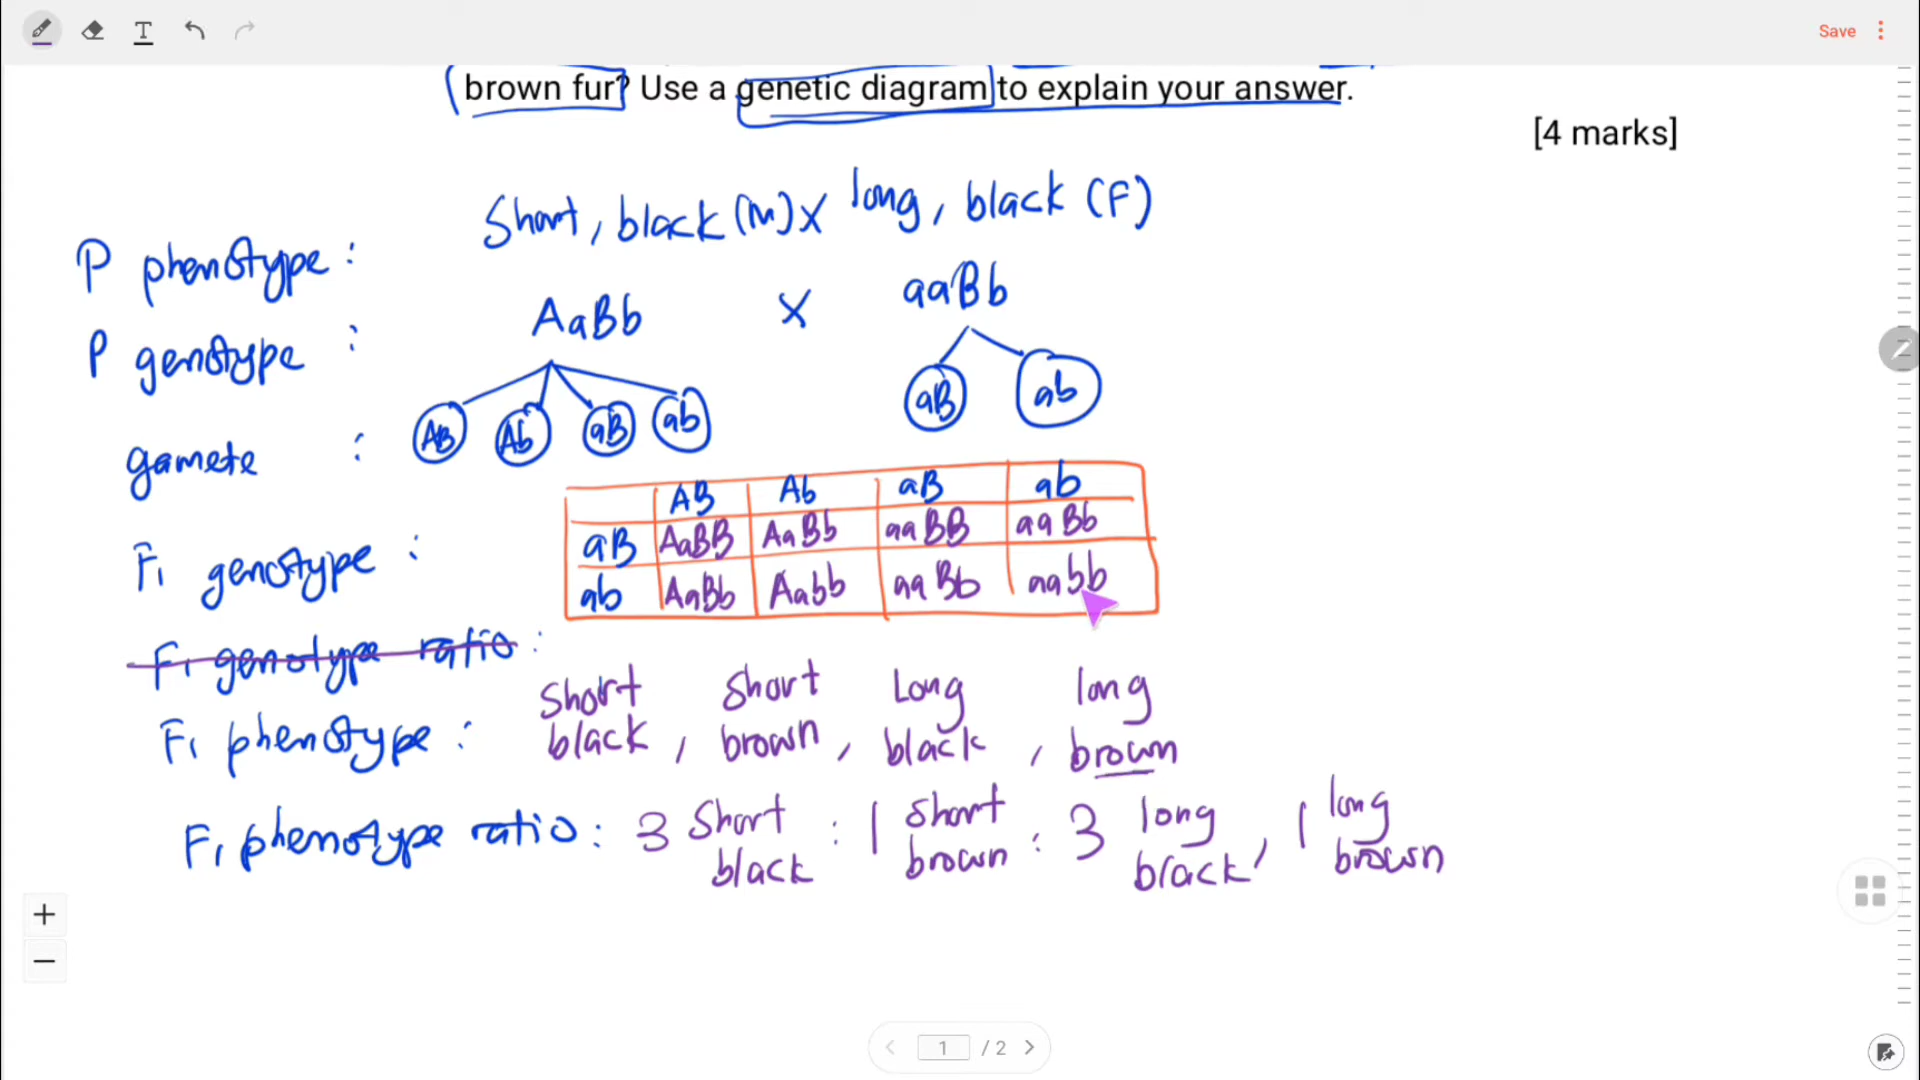 Save
brown fur? Use a genetic diagram to explain your answer.
[4 marks]
P phenotype : Short, black (M) X long, black (F)
P genotype : AaBb X aaBb
gamete : AB Ab aB ab aB ab
F1 genotype :
AB Ab aB ab
aB AaBB AaBb aaBB aaBb
ab AaBb Aabb aaBb aabb
F1 genotype ratio :
F1 phenotype : Short black, Short brown, Long black, long brown
F1 phenotype ratio : 3 Short black : 1 Short brown : 3 long black, 1 long brown
1 / 2